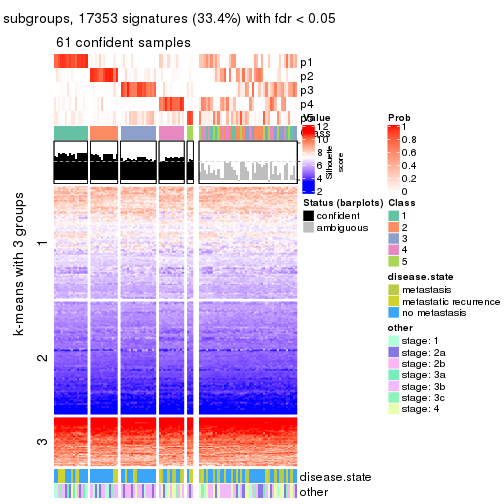 subgroups, 17353 signatures (33.4%) with fdr < 0.05
61 confident samples
p1
p2
p3
p4
p5
Class
Value
12
10
8
6
4
2
Silhouette
score
k-means with 3 groups
1
2
3
disease.state
other
Status (barplots)
confident
ambiguous
Prob
1
0.8
0.6
0.4
0.2
0
Class
1
2
3
4
5
disease.state
metastasis
metastatic recurrence
no metastasis
other
stage: 1
stage: 2a
stage: 2b
stage: 3a
stage: 3b
stage: 3c
stage: 4